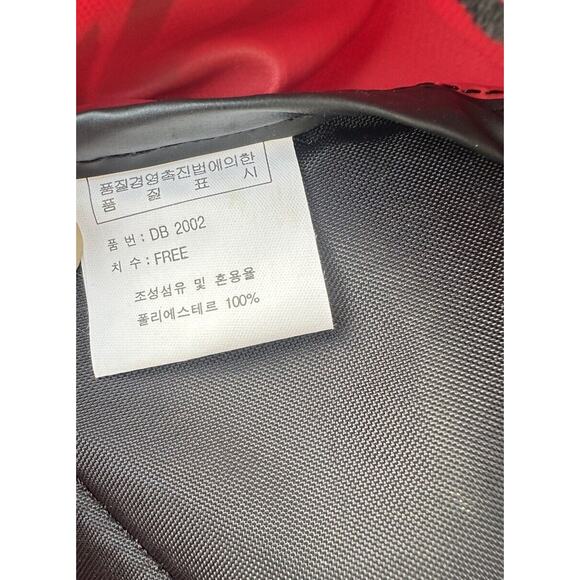 품질경영촉진법에의한
품 질 표 시
품 번 : DB 2002
치 수 : FREE
조성섬유 및 혼용율
폴리에스테르 100%